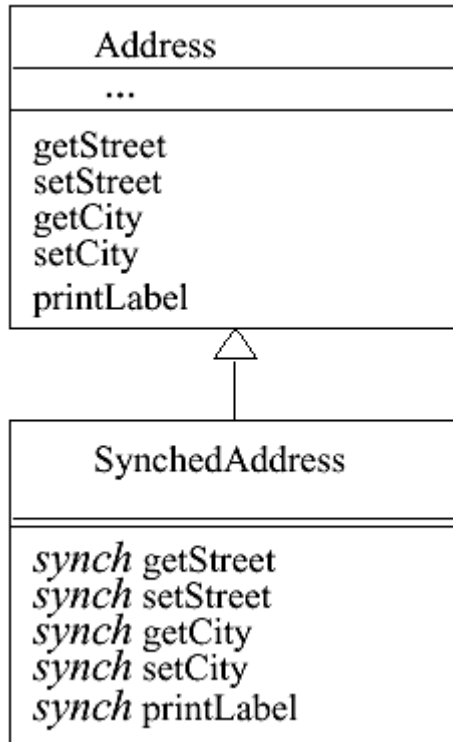 Address
...
getStreet
setStreet
getCity
setCity
printLabel
SynchedAddress
synch getStreet
synch setStreet
synch getCity
synch setCity
synch printLabel